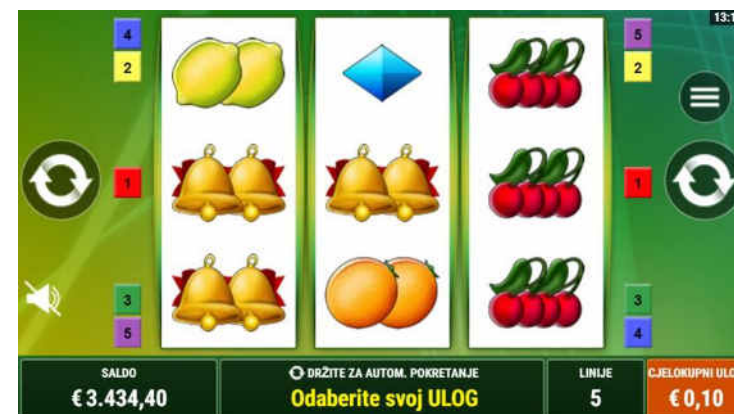 13:1
4
5
2
2
1
1
3
3
5
4
SALDO
€ 3.434,40
DRŽITE ZA AUTOM. POKRETANJE
Odaberite svoj ULOG
LINIJE
5
CJELOKUPNI ULO
€ 0,10